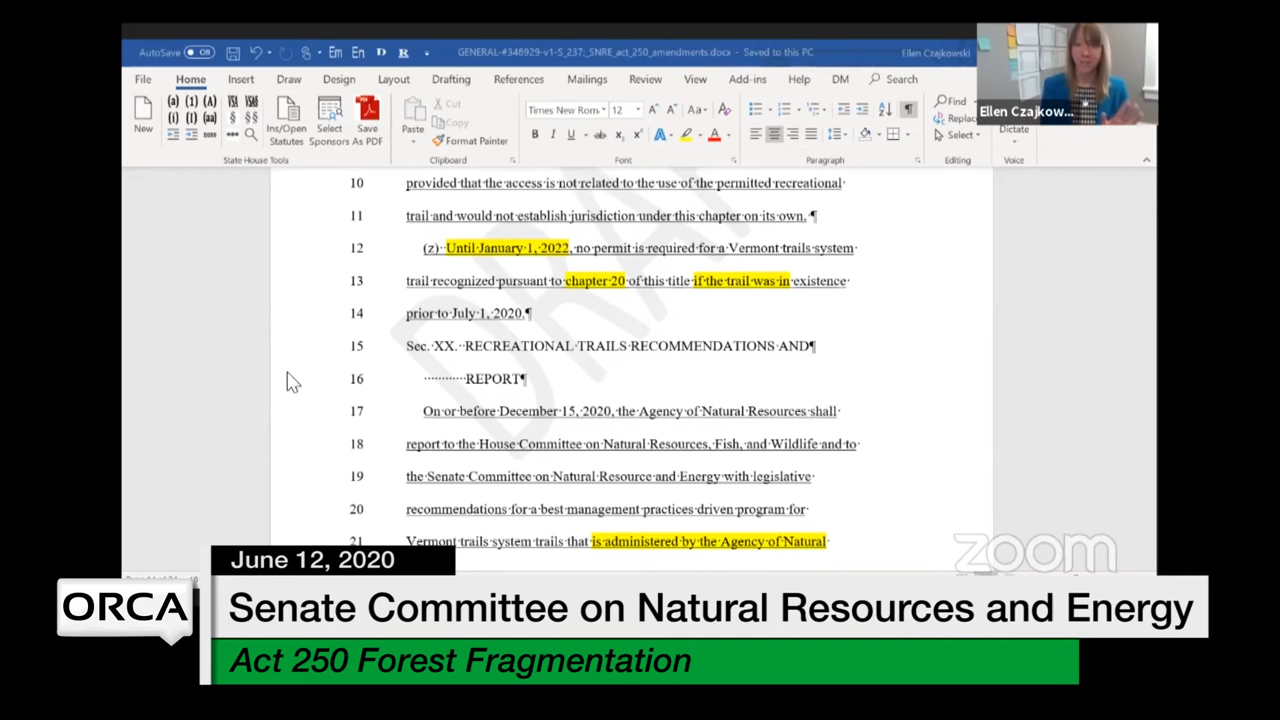 AutoSave Off
GENERAL-#348929-v1-S_237;_SNRE_act_250_amendments.docx - Saved to this PC
Ellen Czajkowski
File Home Insert Draw Design Layout Drafting References Mailings Review View Add-ins Help DM Search
New
Ins/Open
Statutes
Select
Sponsors
Save
As PDF
State House Tools
Paste
Cut
Copy
Format Painter
Clipboard
Times New Rom 12
Font
Paragraph
Find
Replac
Select
Editing
Dictate
Voice
Ellen Czajkow...
DRAFT
10 provided that the access is not related to the use of the permitted recreational
11 trail and would not establish jurisdiction under this chapter on its own. ¶
12 (z) Until January 1, 2022, no permit is required for a Vermont trails system
13 trail recognized pursuant to chapter 20 of this title if the trail was in existence
14 prior to July 1, 2020.¶
15 Sec. XX. RECREATIONAL TRAILS RECOMMENDATIONS AND¶
16 REPORT¶
17 On or before December 15, 2020, the Agency of Natural Resources shall
18 report to the House Committee on Natural Resources, Fish, and Wildlife and to
19 the Senate Committee on Natural Resource and Energy with legislative
20 recommendations for a best management practices driven program for
21 Vermont trails system trails that is administered by the Agency of Natural
zoom
June 12, 2020
ORCA
Senate Committee on Natural Resources and Energy
Act 250 Forest Fragmentation